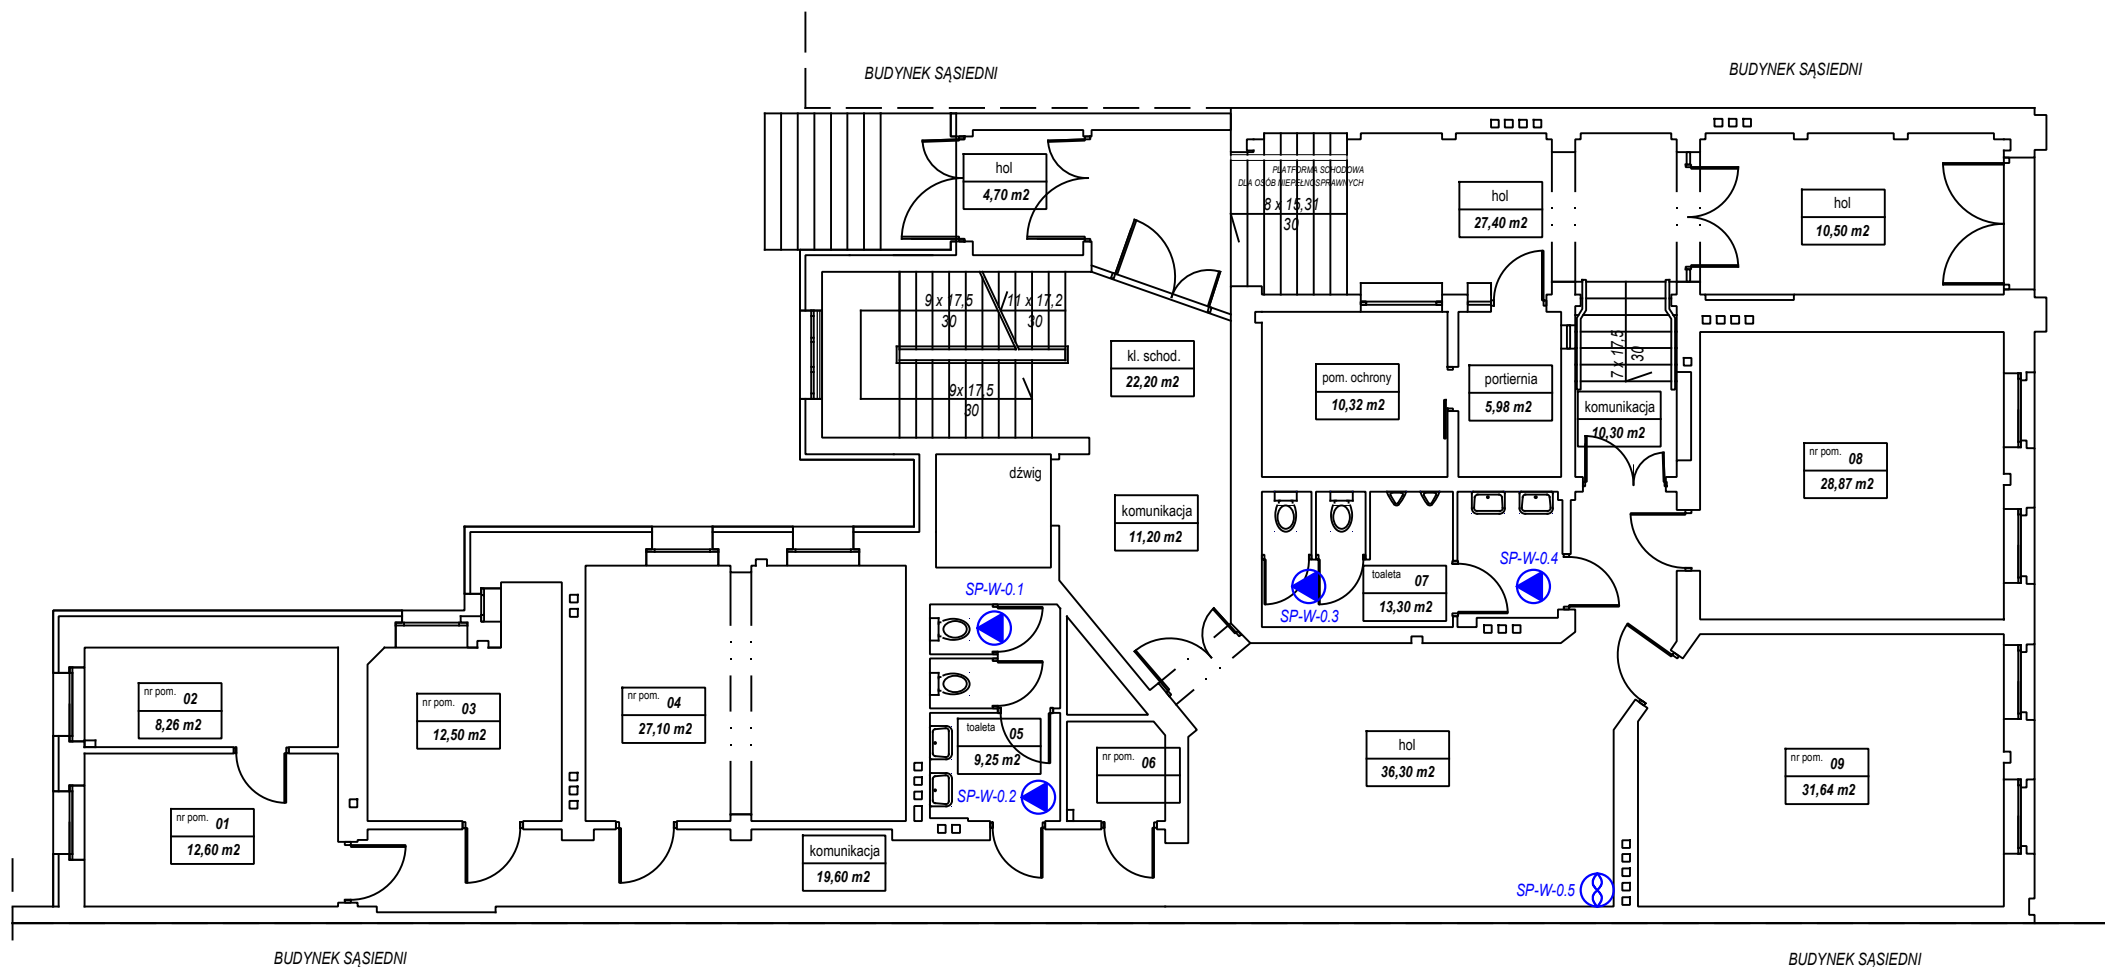 BUDYNEK SĄSIEDNI
BUDYNEK SĄSIEDNI
hol
4,70 m2
PLATFORMA SCHODOWA
DLA OSÓB NIEPEŁNOSPRAWNYCH
8 x 15,31
30
hol
27,40 m2
hol
10,50 m2
9 x 17,5
30
11 x 17,2
30
9x 17,5
30
kl. schod.
22,20 m2
pom. ochrony
10,32 m2
portiernia
5,98 m2
7 x 17,5
30
komunikacja
10,30 m2
nr pom. 08
28,87 m2
dźwig
komunikacja
11,20 m2
SP-W-0.1
SP-W-0.3
toaleta 07
13,30 m2
SP-W-0.4
nr pom. 02
8,26 m2
nr pom. 03
12,50 m2
nr pom. 04
27,10 m2
toaleta 05
9,25 m2
SP-W-0.2
nr pom. 06
hol
36,30 m2
nr pom. 09
31,64 m2
nr pom. 01
12,60 m2
komunikacja
19,60 m2
SP-W-0.5
BUDYNEK SĄSIEDNI
BUDYNEK SĄSIEDNI